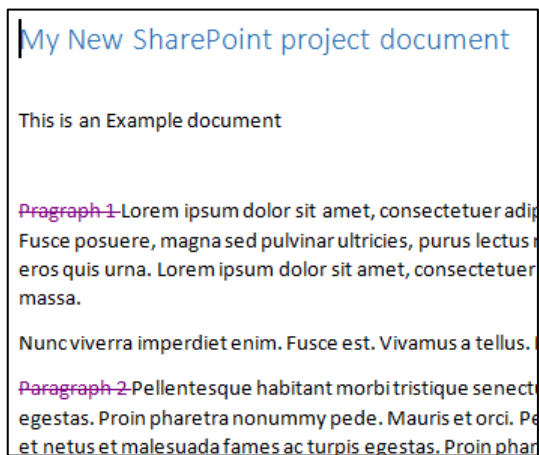 My New SharePoint project document
This is an Example document
Pragraph 1 Lorem ipsum dolor sit amet, consectetuer
Fusce posuere, magna sed pulvinar ultricies, purus lectus
eros quis urna. Lorem ipsum dolor sit amet, consectetuer
massa.
Nunc viverra imperdiet enim. Fusce est. Vivamus a tellus.
Paragraph 2 Pellentesque habitant morbi tristique
egestas. Proin pharetra nonummy pede. Mauris et orci.
et netus et malesuada fames ac turpis egestas. Proin